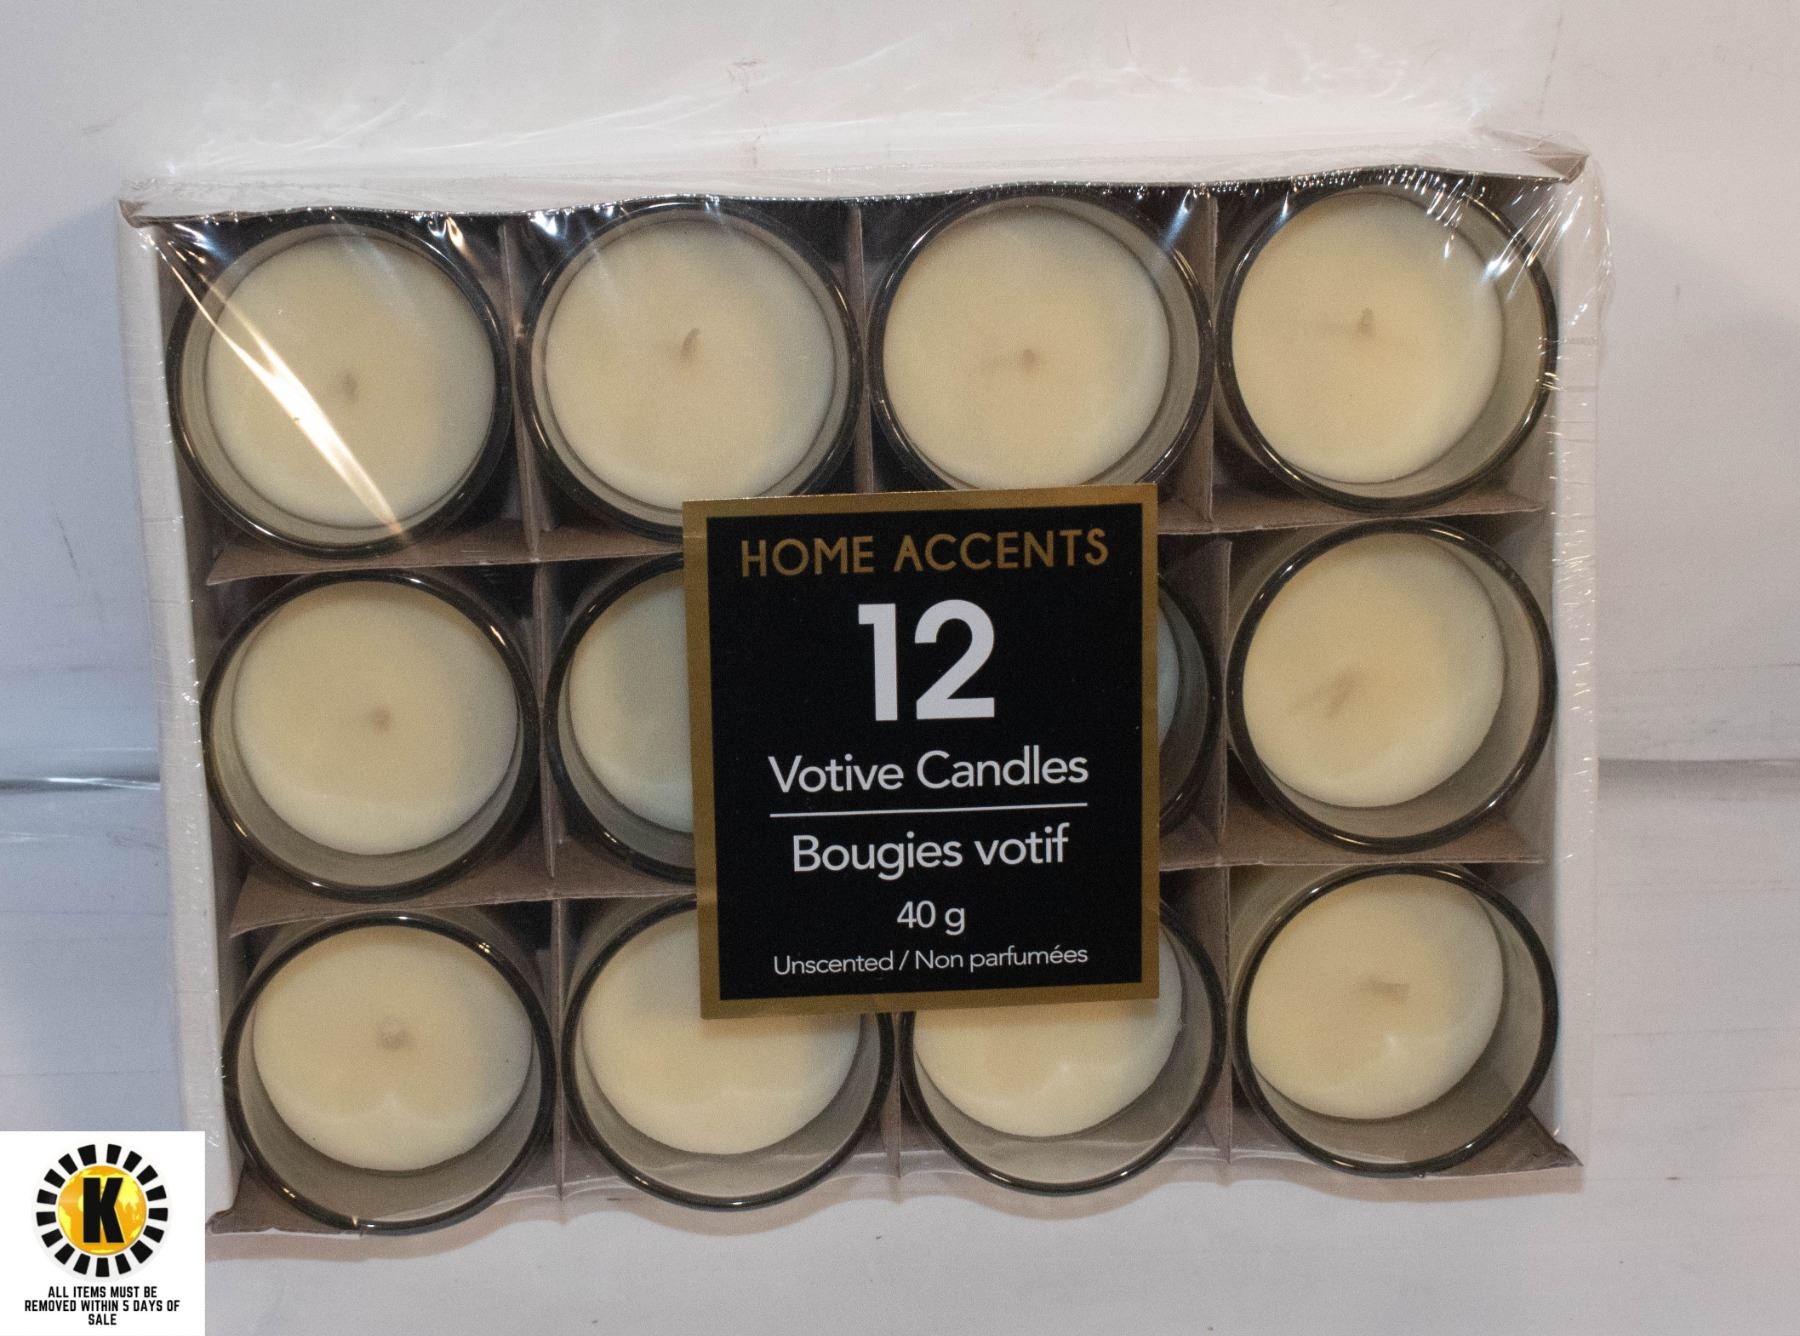 HOME ACCENTS
12
Votive Candles
Bougies votif
40 g
Unscented / Non parfumées
K
ALL ITEMS MUST BE
REMOVED WITHIN 5 DAYS OF
SALE